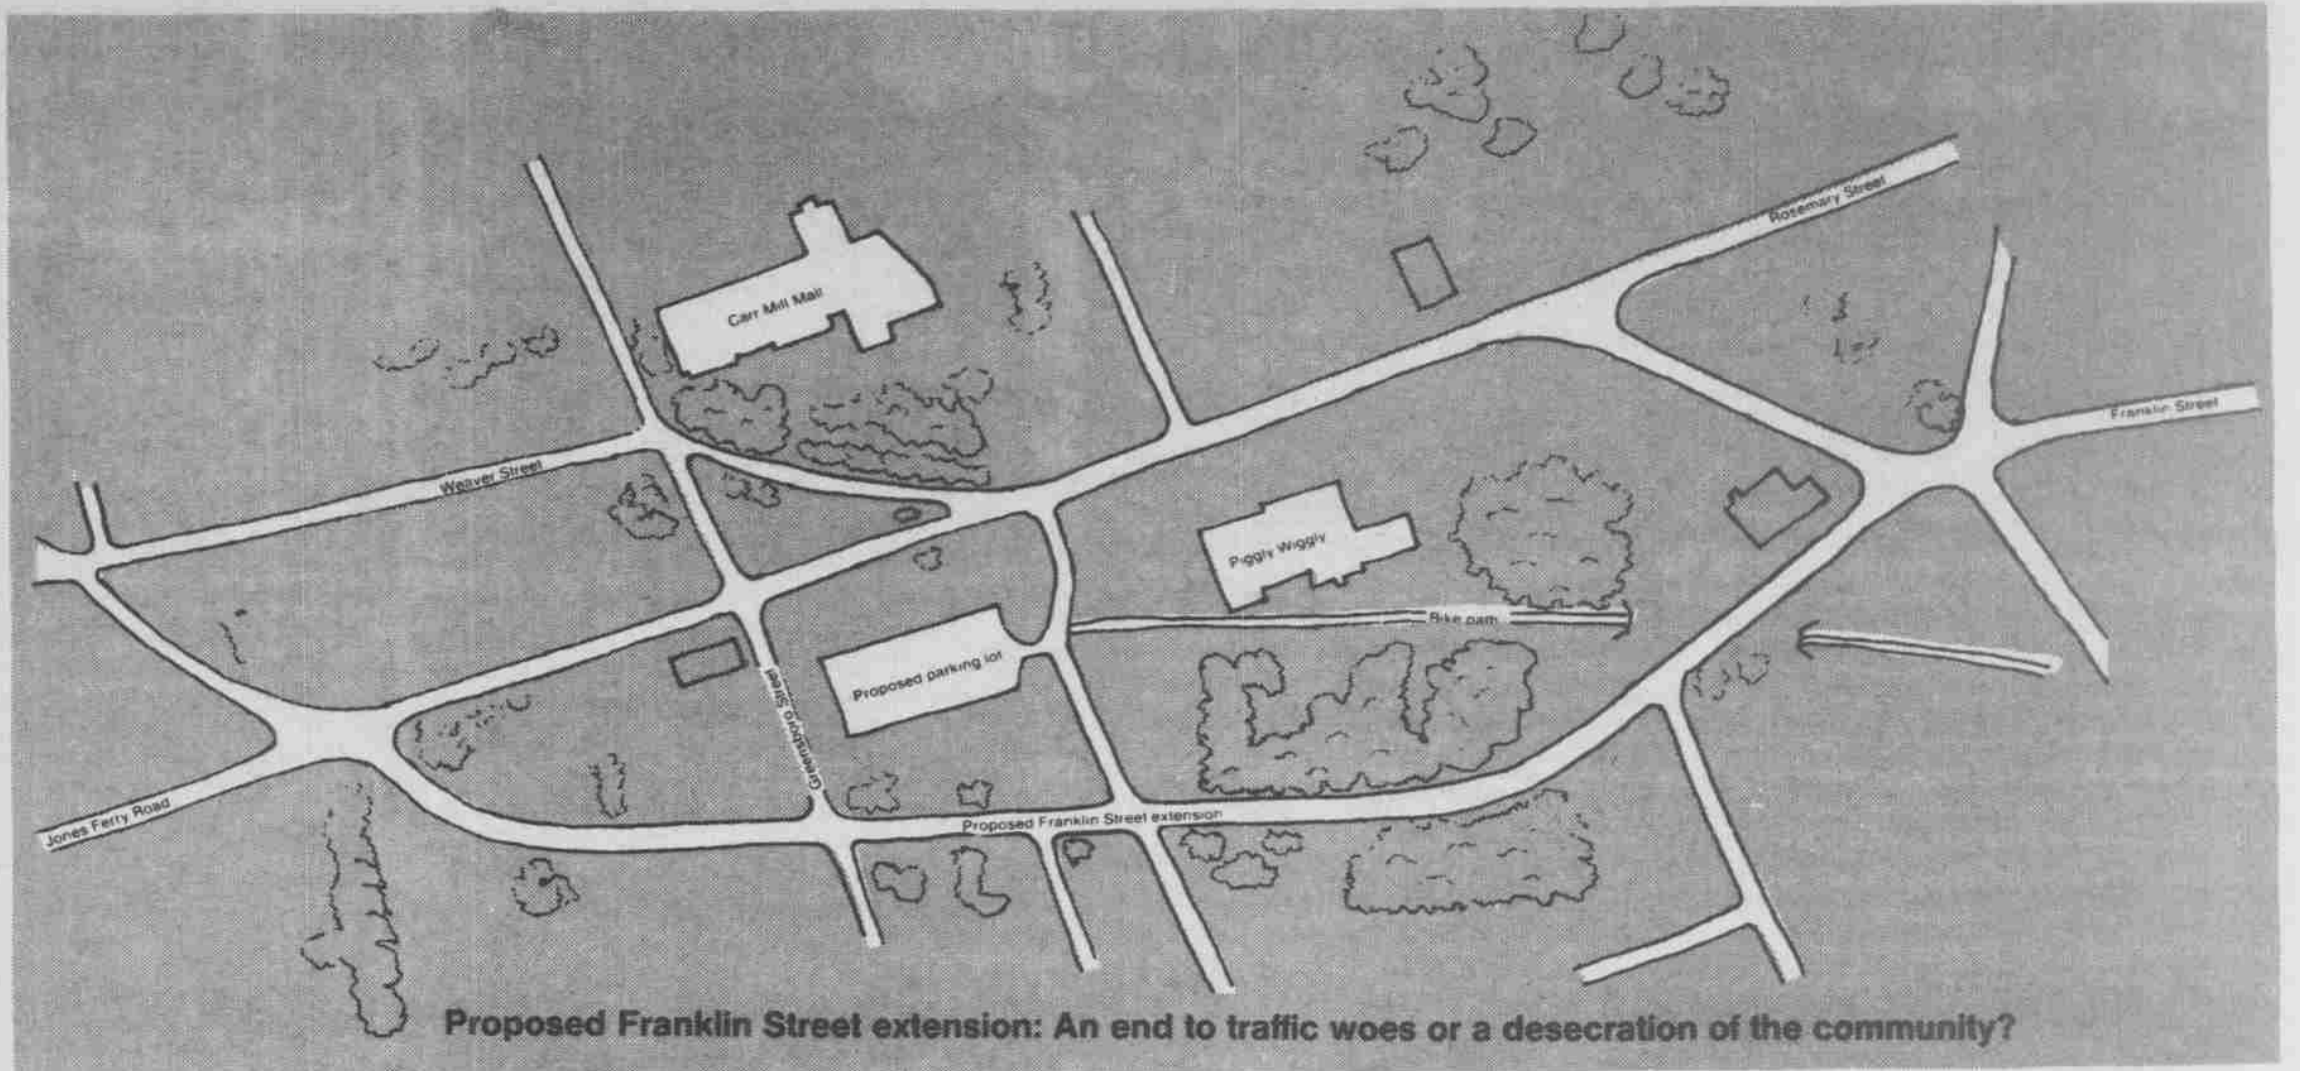 Rosemary Street
Carr Mill Mall
Franklin Street
Weaver Street
Piggly Wiggly
Bike path
Proposed parking lot
Greensboro Street
Jones Ferry Road
Proposed Franklin Street extension
Proposed Franklin Street extension: An end to traffic woes or a desecration of the community?